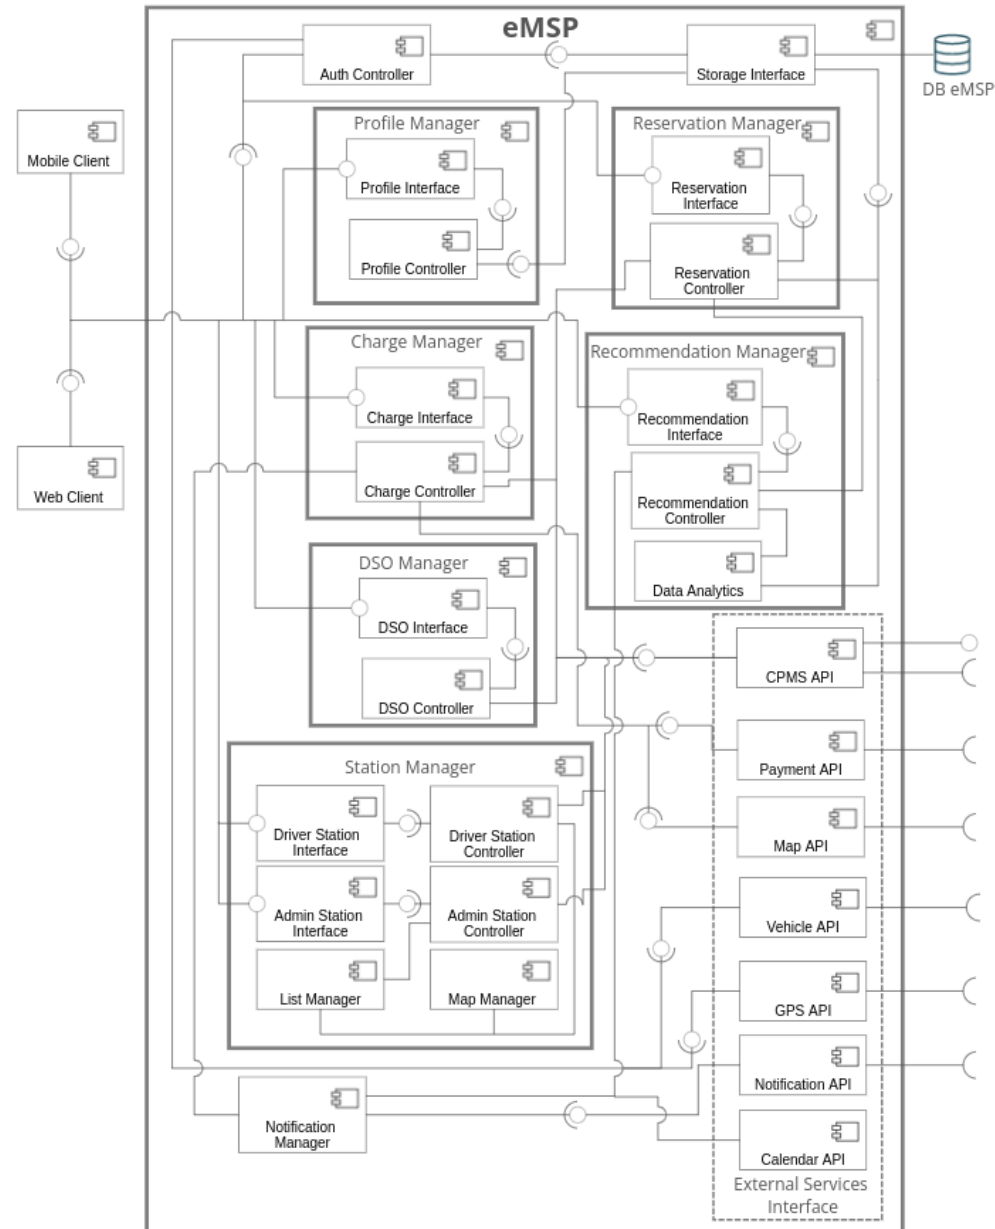 eMSP
Auth Controller
Storage Interface
DB eMSP
Mobile Client
Profile Manager
Profile Interface
Profile Controller
Reservation Manager
Reservation
Interface
Reservation
Controller
Charge Manager
Charge Interface
Charge Controller
Recommendation Manager
Recommendation
Interface
Recommendation
Controller
Data Analytics
Web Client
DSO Manager
DSO Interface
DSO Controller
CPMS API
Payment API
Map API
Vehicle API
GPS API
Notification API
Calendar API
External Services
Interface
Station Manager
Driver Station
Interface
Driver Station
Controller
Admin Station
Interface
Admin Station
Controller
List Manager
Map Manager
Notification
Manager